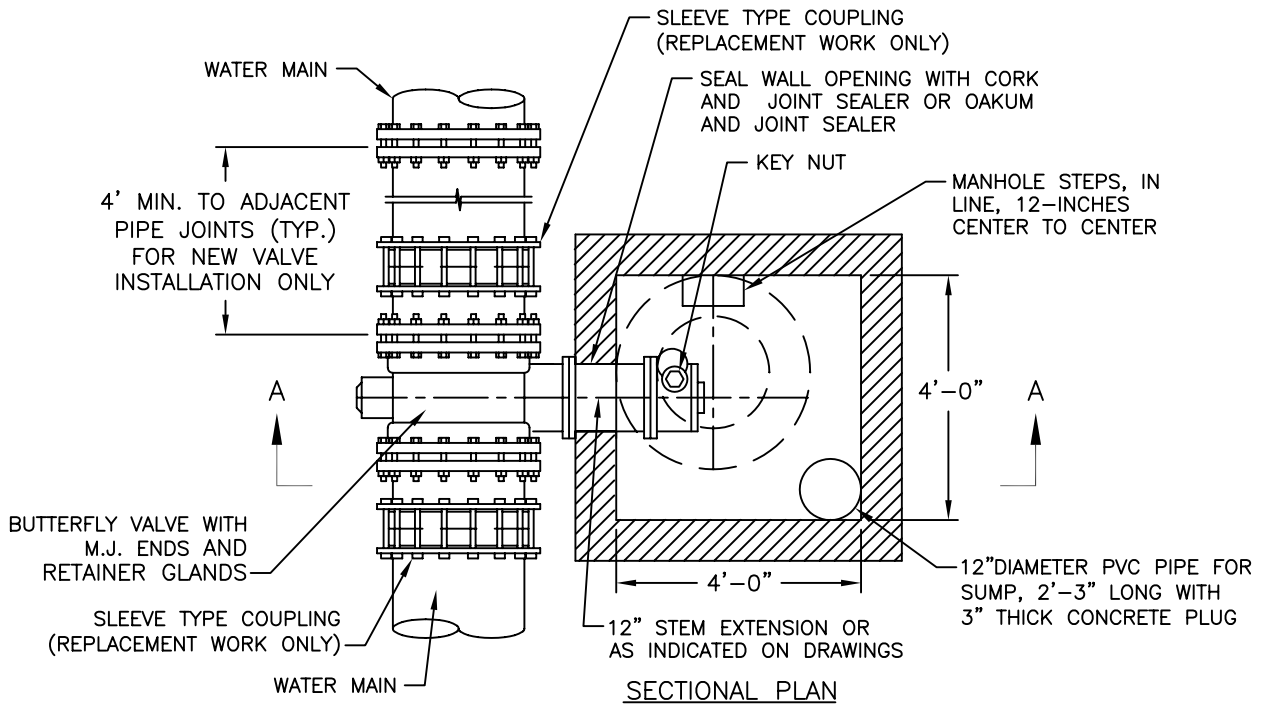 SLEEVE TYPE COUPLING
(REPLACEMENT WORK ONLY)
WATER MAIN
SEAL WALL OPENING WITH CORK
AND JOINT SEALER OR OAKUM
AND JOINT SEALER
KEY NUT
MANHOLE STEPS, IN
LINE, 12-INCHES
CENTER TO CENTER
4' MIN. TO ADJACENT
PIPE JOINTS (TYP.)
FOR NEW VALVE
INSTALLATION ONLY
A
4'-0"
A
BUTTERFLY VALVE WITH
M.J. ENDS AND
RETAINER GLANDS
4'-0"
12"DIAMETER PVC PIPE FOR
SUMP, 2'-3" LONG WITH
3" THICK CONCRETE PLUG
SLEEVE TYPE COUPLING
(REPLACEMENT WORK ONLY)
12" STEM EXTENSION OR
AS INDICATED ON DRAWINGS
WATER MAIN
SECTIONAL PLAN